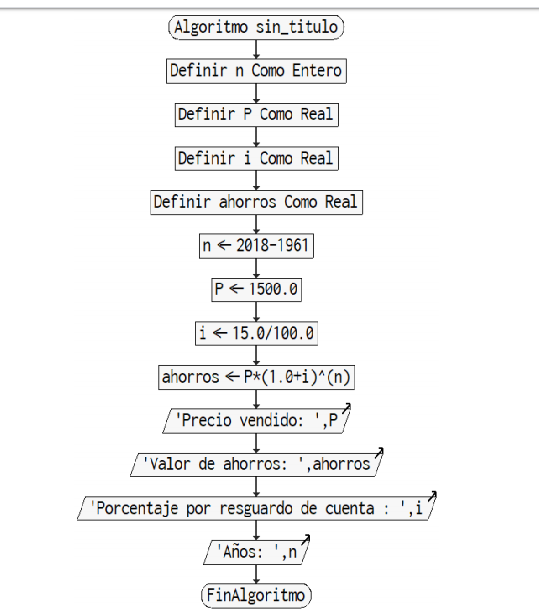 Algoritmo sin_titulo
Definir n Como Entero
Definir P Como Real
Definir i Como Real
Definir ahorros Como Real
n ← 2018-1961
P ← 1500.0
i ← 15.0/100.0
ahorros ← P*(1.0+i)^(n)
'Precio vendido: ',P
'Valor de ahorros: ',ahorros
'Porcentaje por resguardo de cuenta : ',i
'Años: ',n
FinAlgoritmo